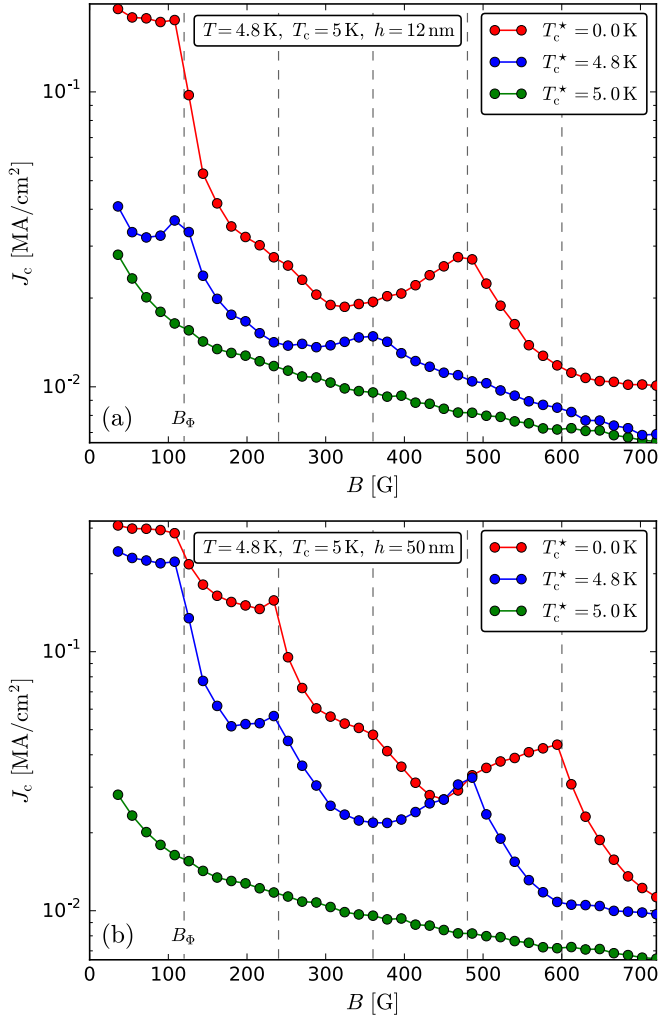 T = 4.8 K, T_c = 5 K, h = 12 nm
T_c^⋆ = 0.0 K
T_c^⋆ = 4.8 K
T_c^⋆ = 5.0 K
10^{-1}
10^{-2}
J_c [MA/cm^2]
(a)
B_Φ
0 100 200 300 400 500 600 700
B [G]
T = 4.8 K, T_c = 5 K, h = 50 nm
T_c^⋆ = 0.0 K
T_c^⋆ = 4.8 K
T_c^⋆ = 5.0 K
10^{-1}
10^{-2}
J_c [MA/cm^2]
(b)
B_Φ
0 100 200 300 400 500 600 700
B [G]